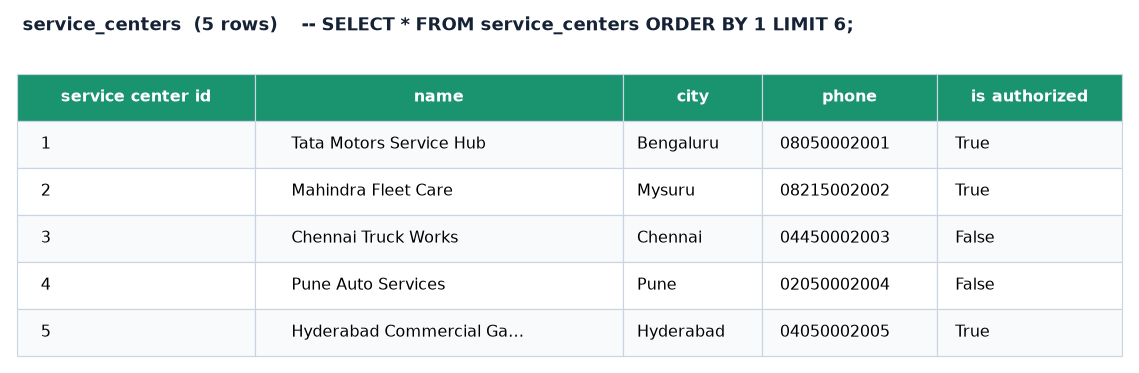 service_centers  (5 rows)    -- SELECT * FROM service_centers ORDER BY 1 LIMIT 6;
service center id name city phone is authorized
1 Tata Motors Service Hub Bengaluru 08050002001 True
2 Mahindra Fleet Care Mysuru 08215002002 True
3 Chennai Truck Works Chennai 04450002003 False
4 Pune Auto Services Pune 02050002004 False
5 Hyderabad Commercial Ga... Hyderabad 04050002005 True